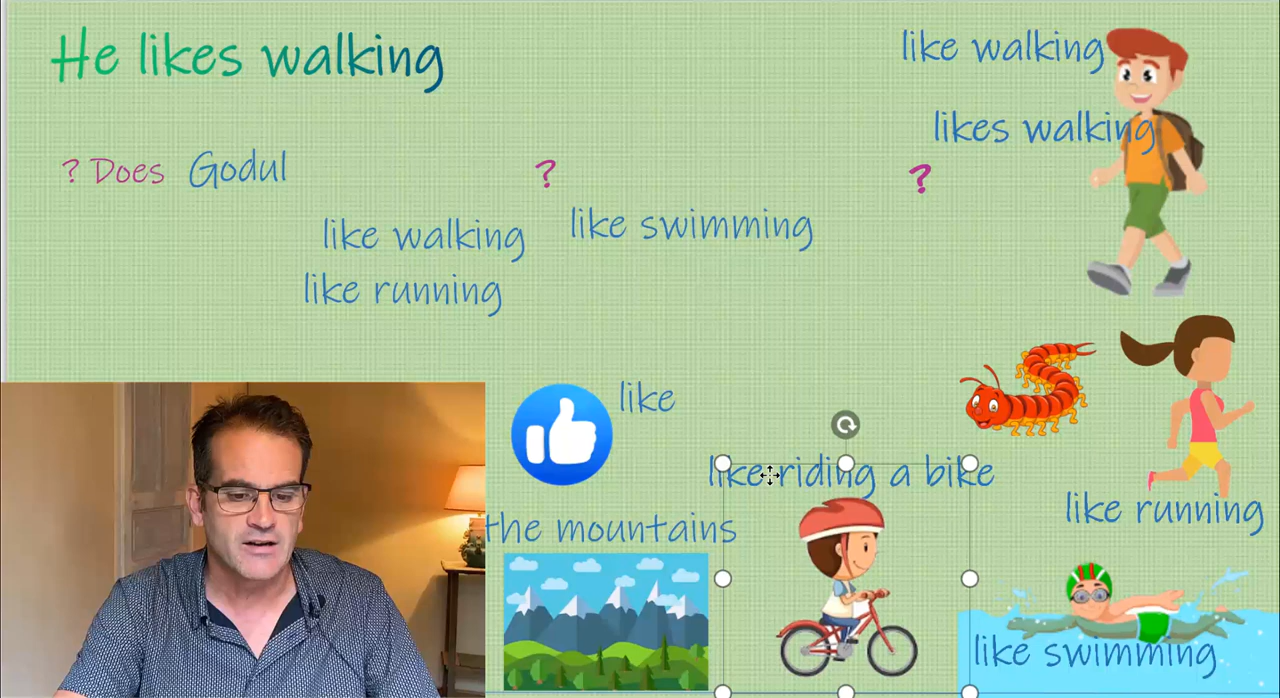 He likes walking
like walking
likes walking
? Does Godul
?
?
like walking
like swimming
like running
like
like riding a bike
the mountains
like running
like swimming